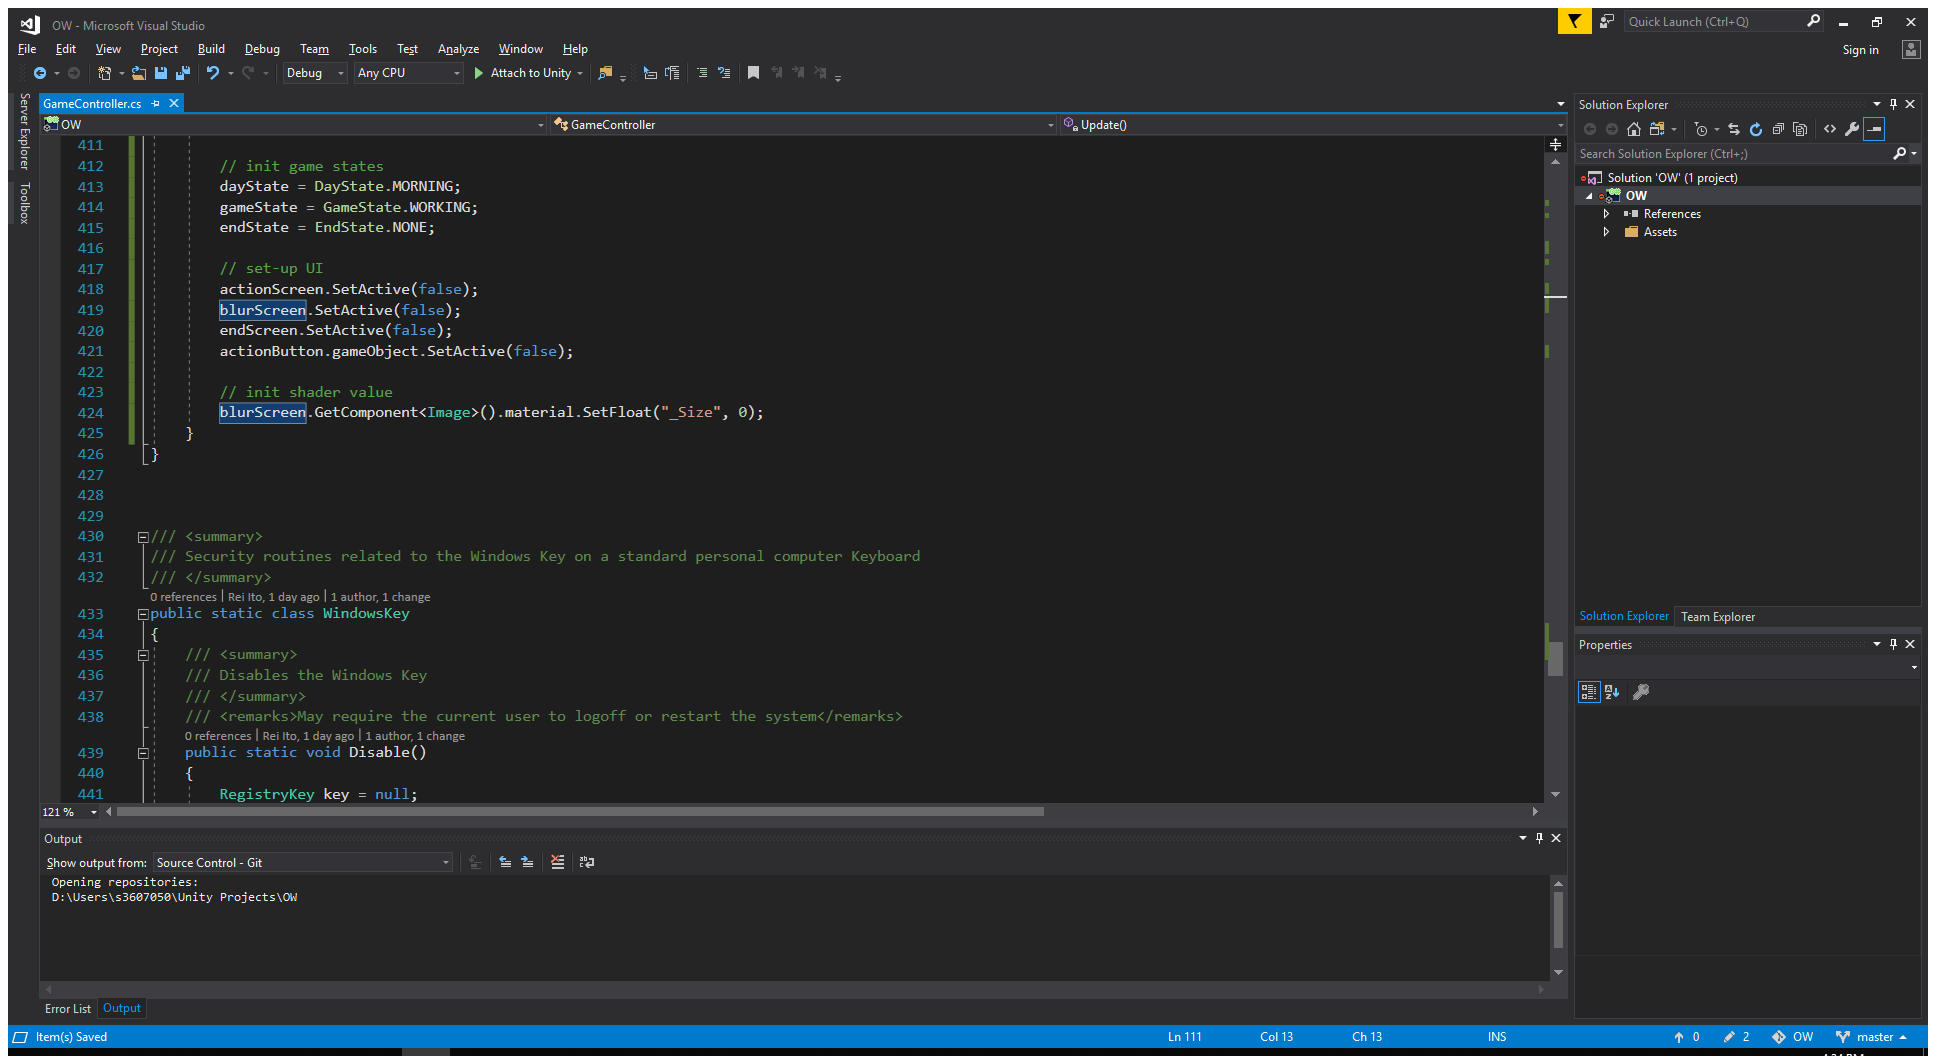 OW - Microsoft Visual Studio
Quick Launch (Ctrl+Q)
File Edit View Project Build Debug Team Tools Test Analyze Window Help
Sign in
Debug Any CPU Attach to Unity
Server Explorer
Toolbox
GameController.cs
OW GameController Update()
411
412 // init game states
413 dayState = DayState.MORNING;
414 gameState = GameState.WORKING;
415 endState = EndState.NONE;
416
417 // set-up UI
418 actionScreen.SetActive(false);
419 blurScreen.SetActive(false);
420 endScreen.SetActive(false);
421 actionButton.gameObject.SetActive(false);
422
423 // init shader value
424 blurScreen.GetComponent<Image>().material.SetFloat("_Size", 0);
425 }
426 }
427
428
429
430 /// <summary>
431 /// Security routines related to the Windows Key on a standard personal computer Keyboard
432 /// </summary>
0 references | Rei Ito, 1 day ago | 1 author, 1 change
433 public static class WindowsKey
434 {
435 /// <summary>
436 /// Disables the Windows Key
437 /// </summary>
438 /// <remarks>May require the current user to logoff or restart the system</remarks>
0 references | Rei Ito, 1 day ago | 1 author, 1 change
439 public static void Disable()
440 {
441 RegistryKey key = null;
121 %
Output
Show output from: Source Control - Git
Opening repositories:
D:\Users\s3607050\Unity Projects\OW
Error List Output
Solution Explorer
Search Solution Explorer (Ctrl+;)
Solution 'OW' (1 project)
OW
References
Assets
Solution Explorer Team Explorer
Properties
Item(s) Saved Ln 111 Col 13 Ch 13 INS 0 2 OW master